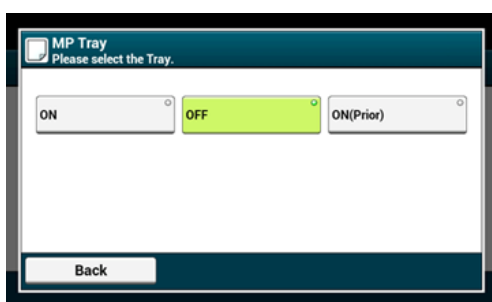 MP Tray
Please select the Tray.
ON
OFF
ON(Prior)
Back